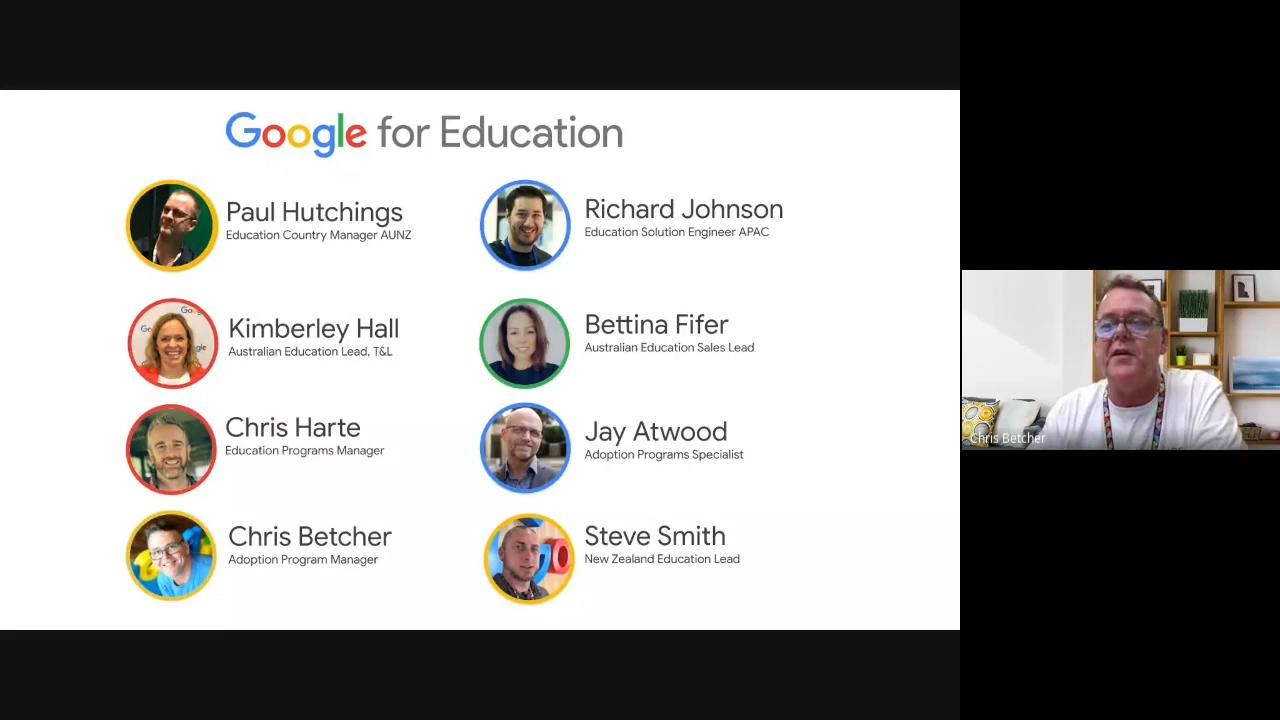 Google for Education
Paul Hutchings
Education Country Manager AUNZ
Richard Johnson
Education Solution Engineer APAC
Kimberley Hall
Australian Education Lead, T&L
Bettina Fifer
Australian Education Sales Lead
Chris Harte
Education Programs Manager
Jay Atwood
Adoption Programs Specialist
Chris Betcher
Adoption Program Manager
Steve Smith
New Zealand Education Lead
Chris Betcher